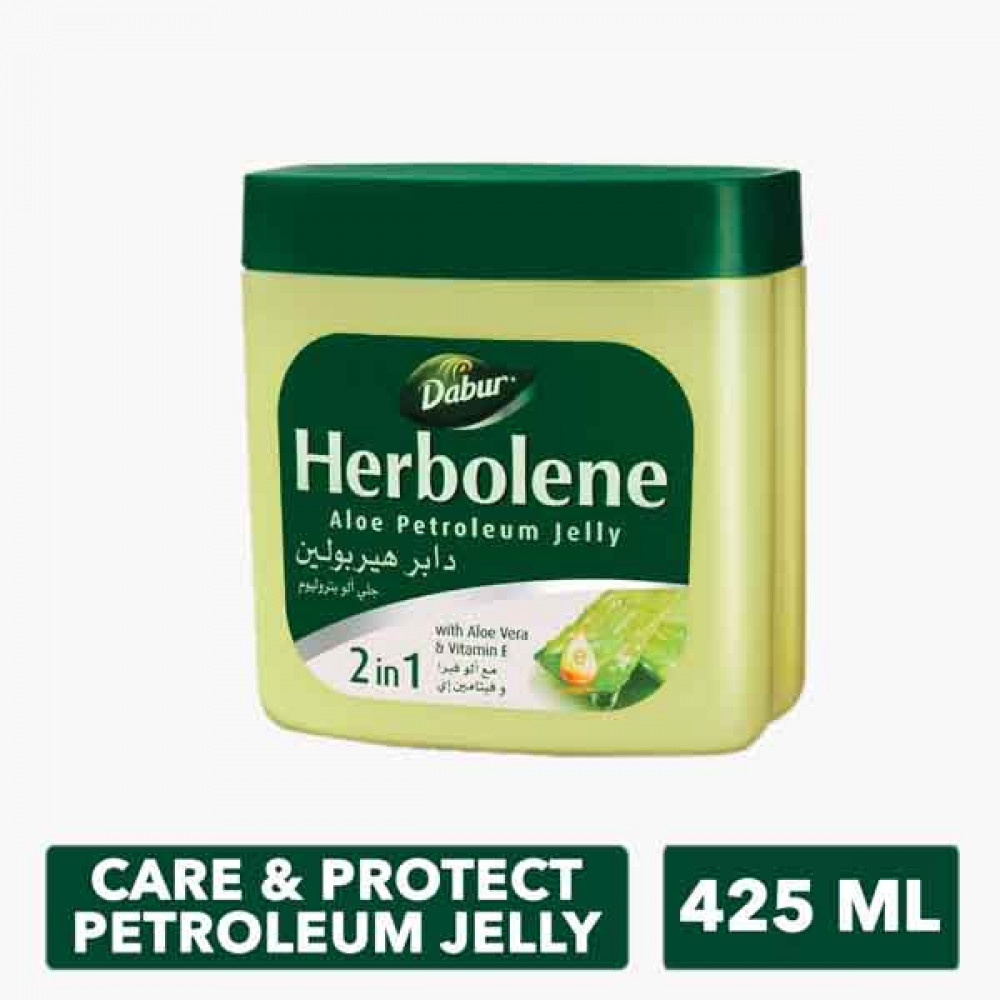 Dabur
Herbolene
Aloe Petroleum Jelly
دابر هيربولين
جلي ألو بتروليوم
2 in 1
with Aloe Vera
& Vitamin E
مع ألو فيرا
و فيتامين إي
e
CARE & PROTECT
PETROLEUM JELLY
425 ML